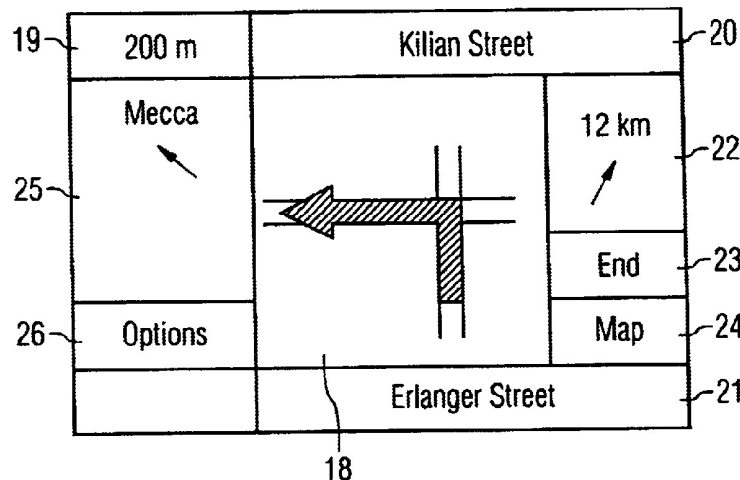 19
200 m
Kilian Street
20
Mecca
12 km
22
25
End
23
26
Options
Map
24
Erlanger Street
21
18